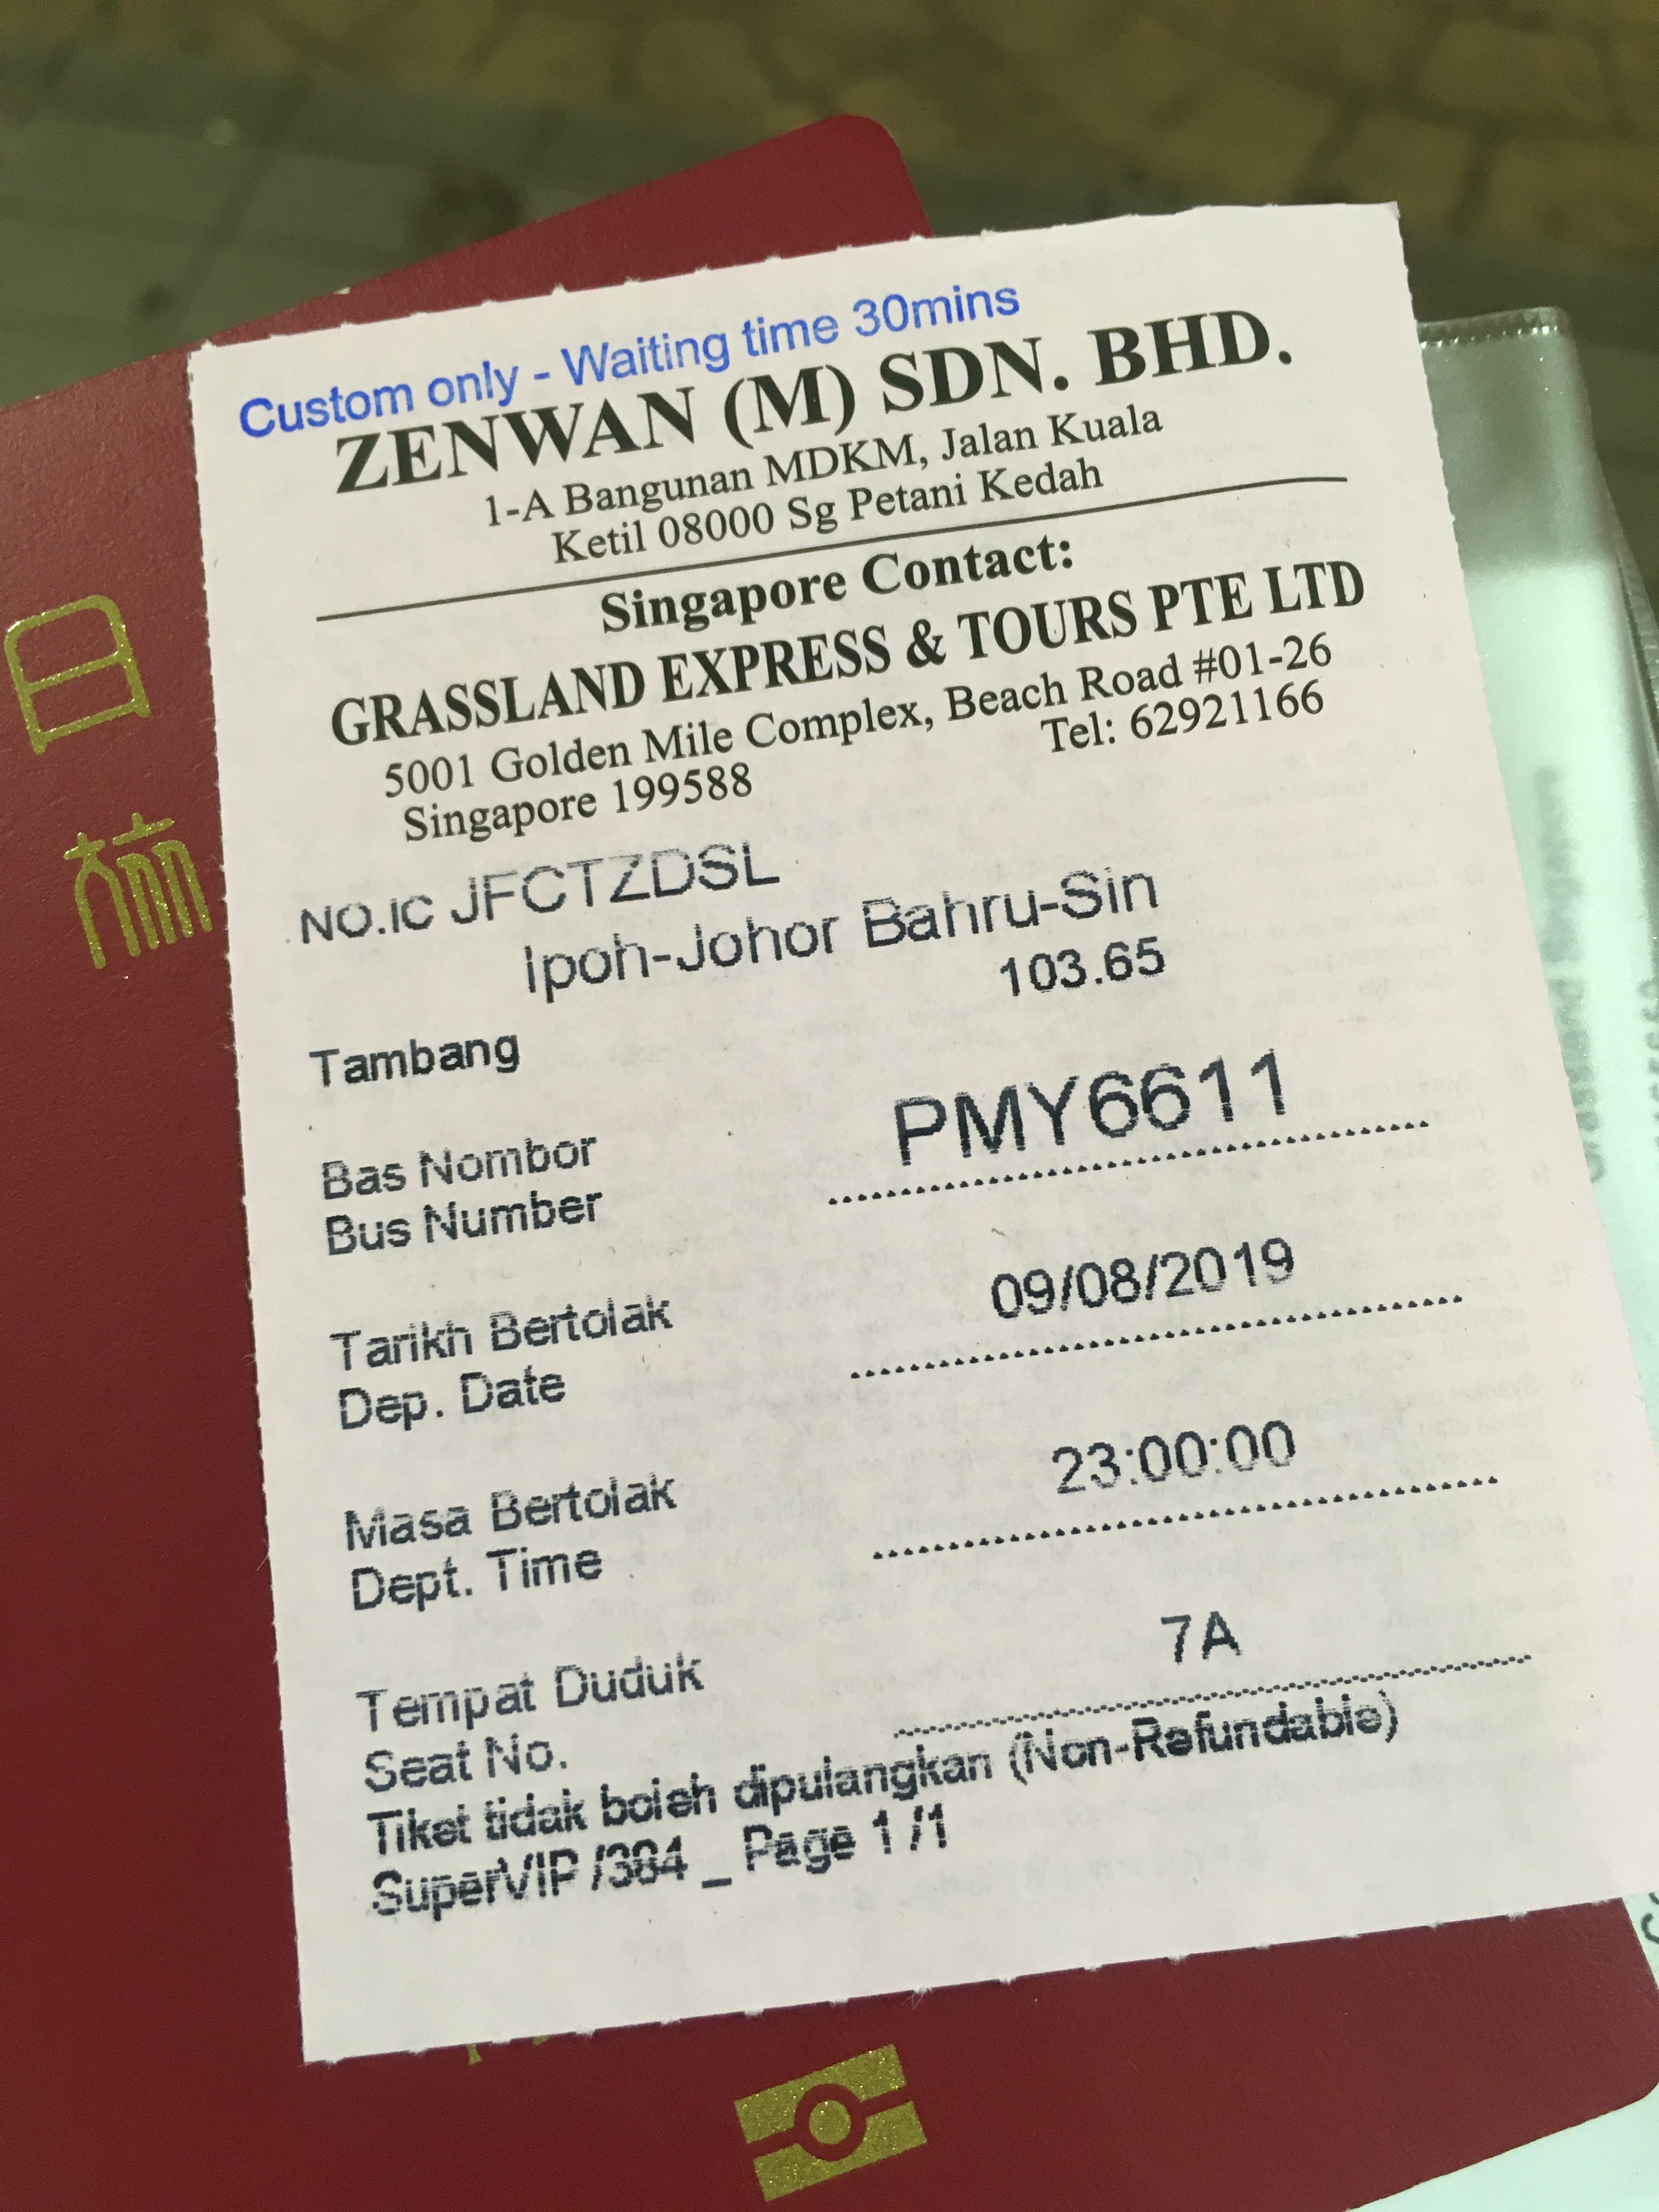 Custom only - Waiting time 30mins
ZENWAN (M) SDN. BHD.
1-A Bangunan MDKM, Jalan Kuala
Ketil 08000 Sg Petani Kedah
Singapore Contact:
GRASSLAND EXPRESS & TOURS PTE LTD
5001 Golden Mile Complex, Beach Road #01-26
Singapore 199588 Tel: 62921166
NO.IC JFCTZDSL
Ipoh-Johor Bahru-Sin
103.65
Tambang
Bas Nombor
Bus Number PMY6611
Tarikh Bertolak
Dep. Date 09/08/2019
Masa Bertolak
Dept. Time 23:00:00
Tempat Duduk
Seat No. 7A
Tiket tidak boleh dipulangkan (Non-Refundable)
SuperVIP /384 _ Page 1 /1
日
旅